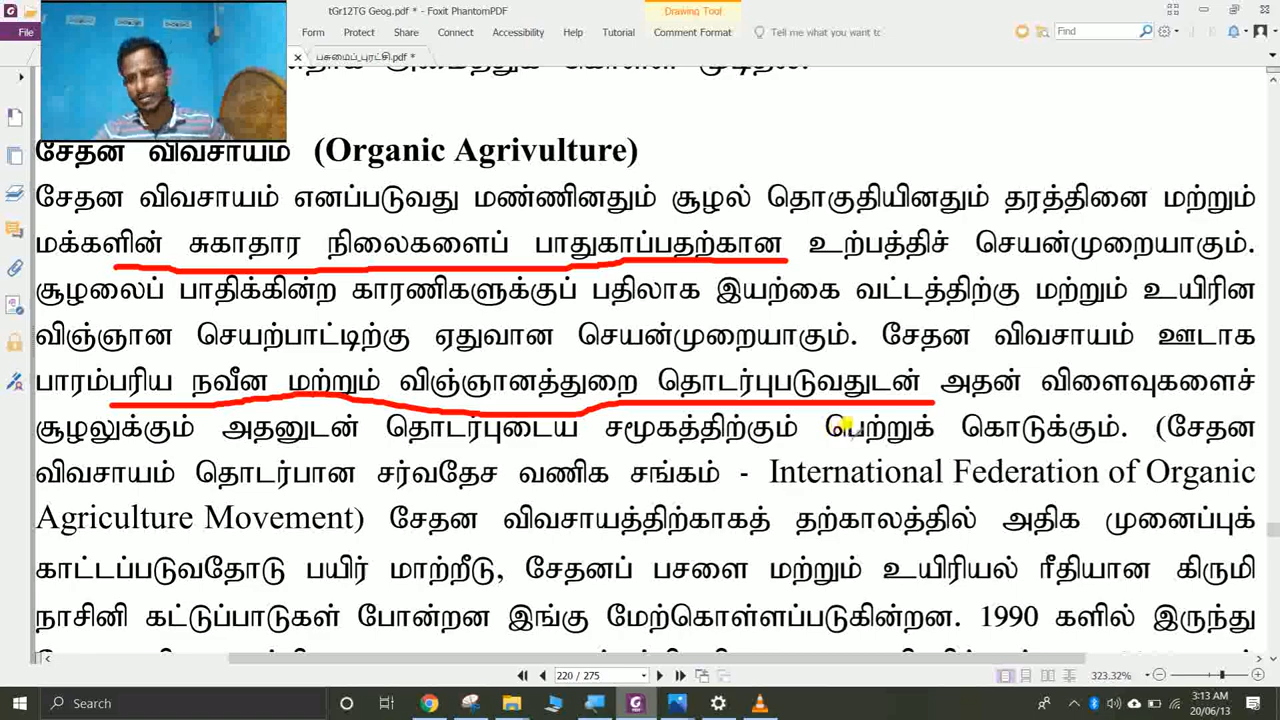 tGr12TG Geog.pdf * - Foxit PhantomPDF
Drawing Tool
File
Form Protect Share Connect Accessibility Help Tutorial Comment Format Tell me what you want to Find
பசுமைப்_புரட்சி.pdf *
அமைத்துக் கொள்ள முடிதல்.
சேதன விவசாயம் (Organic Agrivulture)
சேதன விவசாயம் எனப்படுவது மண்ணினதும் சூழல் தொகுதியினதும் தரத்தினை மற்றும்
மக்களின் சுகாதார நிலைகளைப் பாதுகாப்பதற்கான உற்பத்திச் செயன்முறையாகும்.
சூழலைப் பாதிக்கின்ற காரணிகளுக்குப் பதிலாக இயற்கை வட்டத்திற்கு மற்றும் உயிரின
விஞ்ஞான செயற்பாட்டிற்கு ஏதுவான செயன்முறையாகும். சேதன விவசாயம் ஊடாக
பாரம்பரிய நவீன மற்றும் விஞ்ஞானத்துறை தொடர்புபடுவதுடன் அதன் விளைவுகளைச்
சூழலுக்கும் அதனுடன் தொடர்புடைய சமூகத்திற்கும் பெற்றுக் கொடுக்கும். (சேதன
விவசாயம் தொடர்பான சர்வதேச வணிக சங்கம் - International Federation of Organic
Agriculture Movement) சேதன விவசாயத்திற்காகத் தற்காலத்தில் அதிக முனைப்புக்
காட்டப்படுவதோடு பயிர் மாற்றீடு, சேதனப் பசளை மற்றும் உயிரியல் ரீதியான கிருமி
நாசினி கட்டுப்பாடுகள் போன்றன இங்கு மேற்கொள்ளப்படுகின்றன. 1990 களில் இருந்து
220 / 275
323.32%
Search
3:13 AM
20/06/13